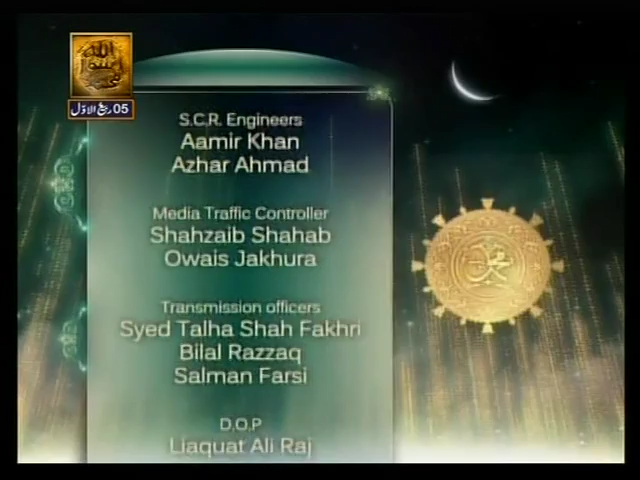 05 ربیع الاوّل
S.C.R. Engineers
Aamir Khan
Azhar Ahmad
Media Traffic Controller
Shahzaib Shahab
Owais Jakhura
Transmission officers
Syed Talha Shah Fakhri
Bilal Razzaq
Salman Farsi
D.O.P
Liaquat Ali Raj